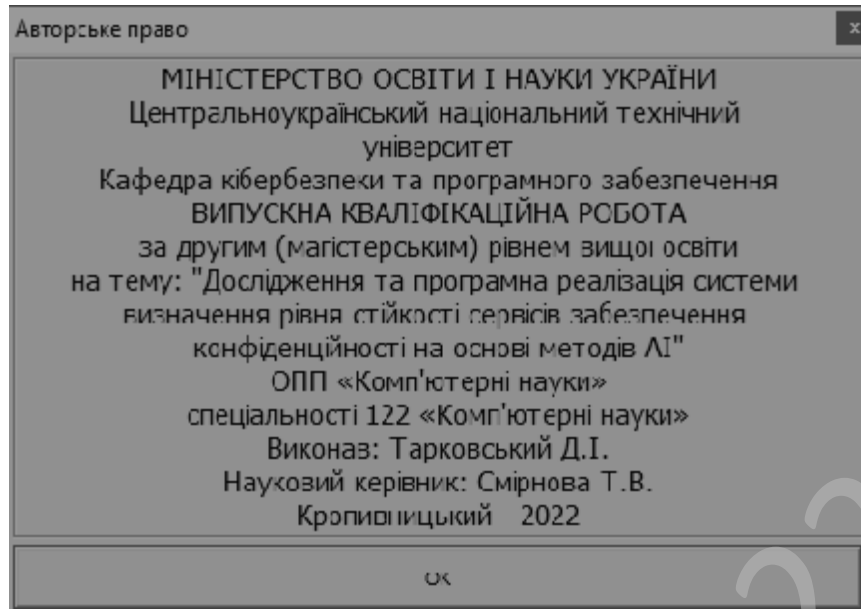 Авторське право
x
МІНІСТЕРСТВО ОСВІТИ І НАУКИ УКРАЇНИ
Центральноукраїнський національний технічний
університет
Кафедра кібербезпеки та програмного забезпечення
ВИПУСКНА КВАЛІФІКАЦІЙНА РОБОТА
за другим (магістерським) рівнем вищої освіти
на тему: "Дослідження та програмна реалізація системи
визначення рівня стійкості сервісів забезпечення
конфіденційності на основі методів AI"
ОПП «Комп'ютерні науки»
спеціальності 122 «Комп'ютерні науки»
Виконав: Тарковський Д.І.
Науковий керівник: Смірнова Т.В.
Кропивницький 2022
OK